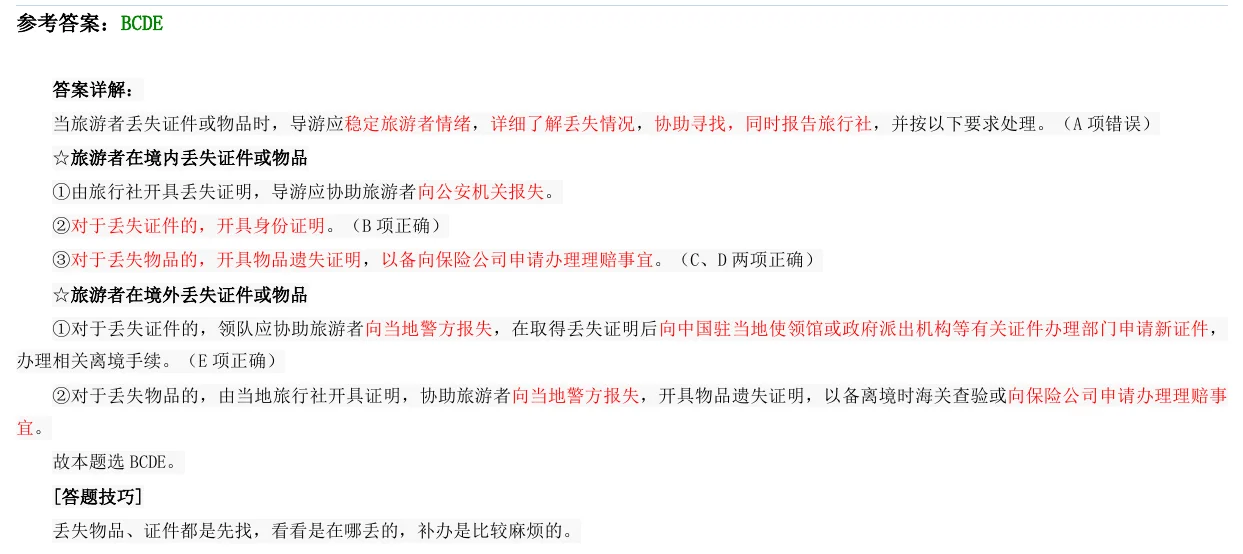 参考答案：BCDE
答案详解：
当旅游者丢失证件或物品时，导游应稳定旅游者情绪，详细了解丢失情况，协助寻找，同时报告旅行社，并按以下要求处理。（A 项错误）
☆旅游者在境内丢失证件或物品
①由旅行社开具丢失证明，导游应协助旅游者向公安机关报失。
②对于丢失证件的，开具身份证明。（B 项正确）
③对于丢失物品的，开具物品遗失证明，以备向保险公司申请办理理赔事宜。（C、D 两项正确）
☆旅游者在境外丢失证件或物品
①对于丢失证件的，领队应协助旅游者向当地警方报失，在取得丢失证明后向中国驻当地使领馆或政府派出机构等有关证件办理部门申请新证件，
办理相关离境手续。（E 项正确）
②对于丢失物品的，由当地旅行社开具证明，协助旅游者向当地警方报失，开具物品遗失证明，以备离境时海关查验或向保险公司申请办理理赔事
宜。
故本题选 BCDE。
[答题技巧]
丢失物品、证件都是先找，看看是在哪丢的，补办是比较麻烦的。